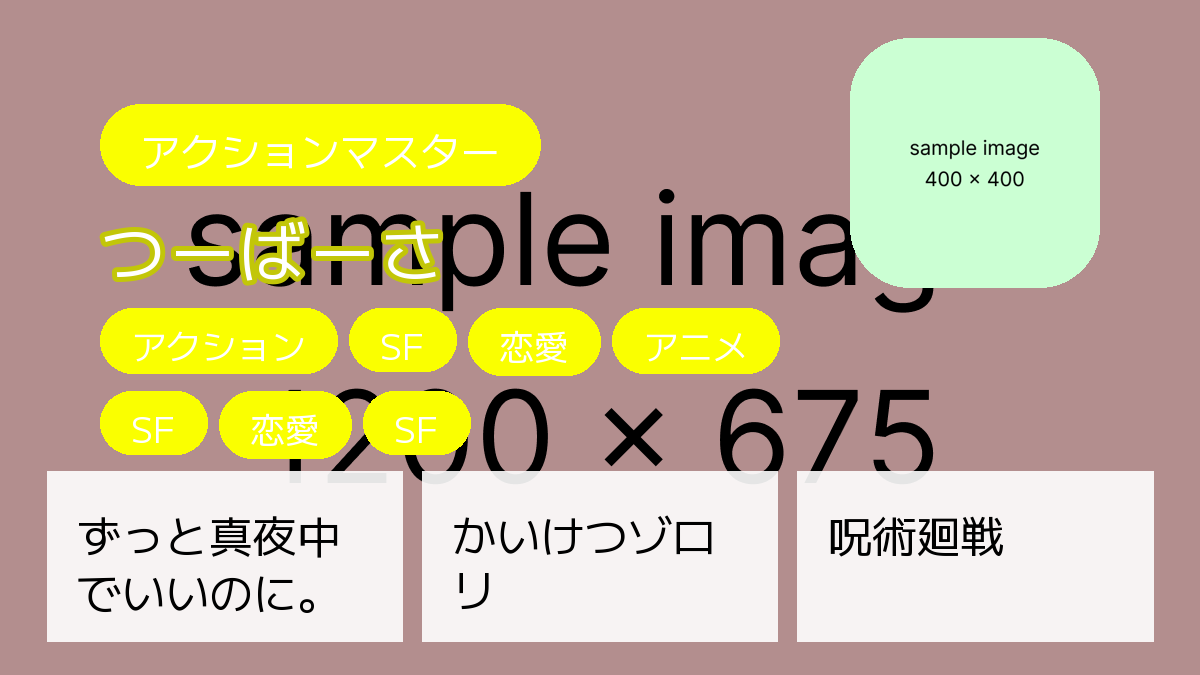 アクションマスター
sample image
400 × 400
つーばーさ
sample imag
アクション SF 恋愛 アニメ
SF 恋愛 SF
1200 × 675
ずっと真夜中
でいいのに。
かいけつゾロ
リ
呪術廻戦